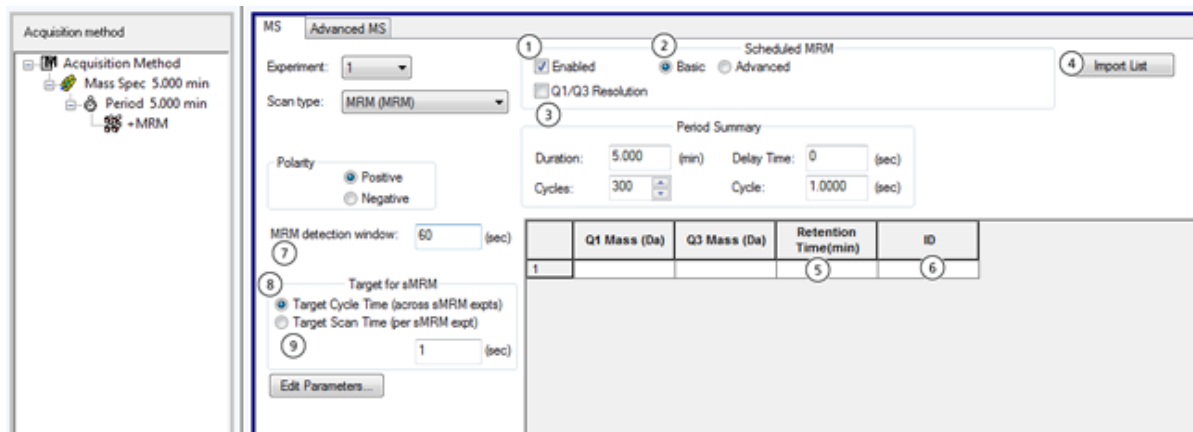 Acquisition method
Acquisition Method
Mass Spec 5.000 min
Period 5.000 min
+MRM
MS
Advanced MS
Experiment: 1
Scan type: MRM (MRM)
Polarity
Positive
Negative
MRM detection window: 60 (sec)
7
8
Target for sMRM
Target Cycle Time (across sMRM expts)
Target Scan Time (per sMRM expt)
9
1 (sec)
Edit Parameters...
1
2
Scheduled MRM
Enabled
Basic
Advanced
Q1/Q3 Resolution
3
4
Import List
Period Summary
Duration: 5.000 (min) Delay Time: 0 (sec)
Cycles: 300 Cycle: 1.0000 (sec)
Q1 Mass (Da)
Q3 Mass (Da)
Retention
Time(min)
ID
1
5
6